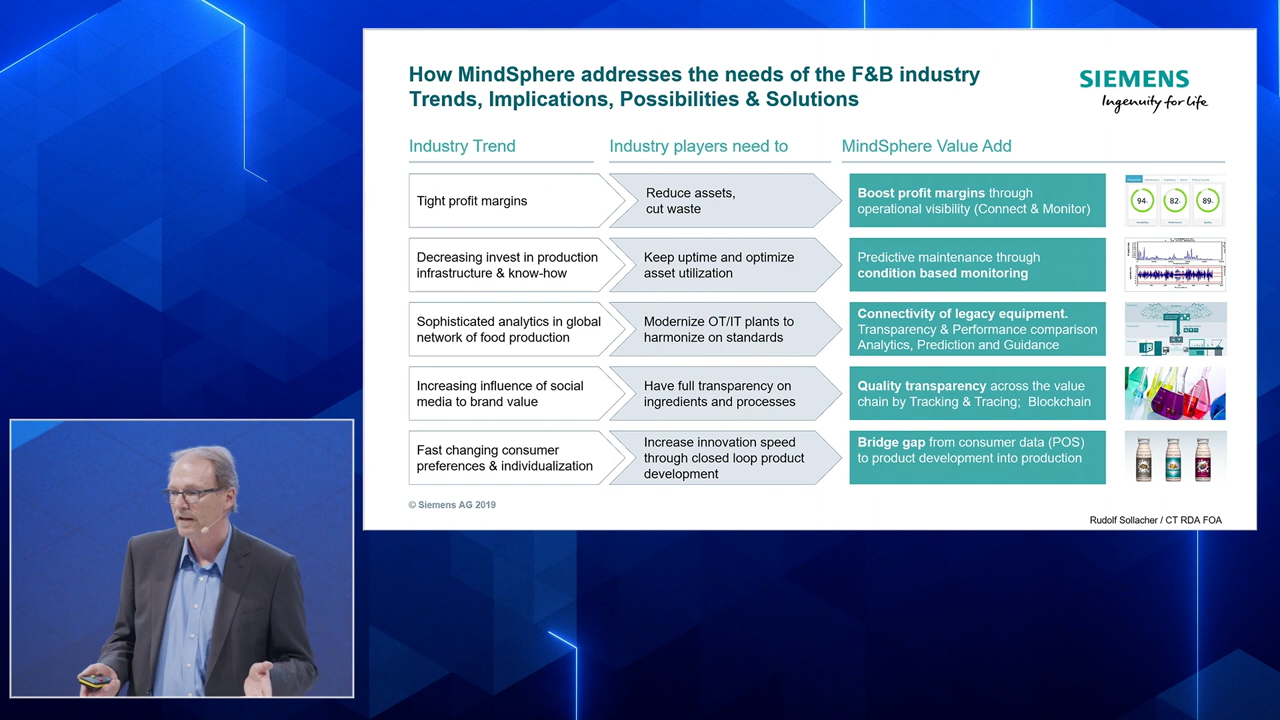 How MindSphere addresses the needs of the F&B industry
Trends, Implications, Possibilities & Solutions
SIEMENS
Ingenuity for life
Industry Trend
Industry players need to
MindSphere Value Add
Tight profit margins
Reduce assets,
cut waste
Boost profit margins through
operational visibility (Connect & Monitor)
94
82
89
Decreasing invest in production
infrastructure & know-how
Keep uptime and optimize
asset utilization
Predictive maintenance through
condition based monitoring
Sophisticated analytics in global
network of food production
Modernize OT/IT plants to
harmonize on standards
Connectivity of legacy equipment.
Transparency & Performance comparison
Analytics, Prediction and Guidance
Increasing influence of social
media to brand value
Have full transparency on
ingredients and processes
Quality transparency across the value
chain by Tracking & Tracing; Blockchain
Fast changing consumer
preferences & individualization
Increase innovation speed
through closed loop product
development
Bridge gap from consumer data (POS)
to product development into production
© Siemens AG 2019
Rudolf Sollacher / CT RDA FOA